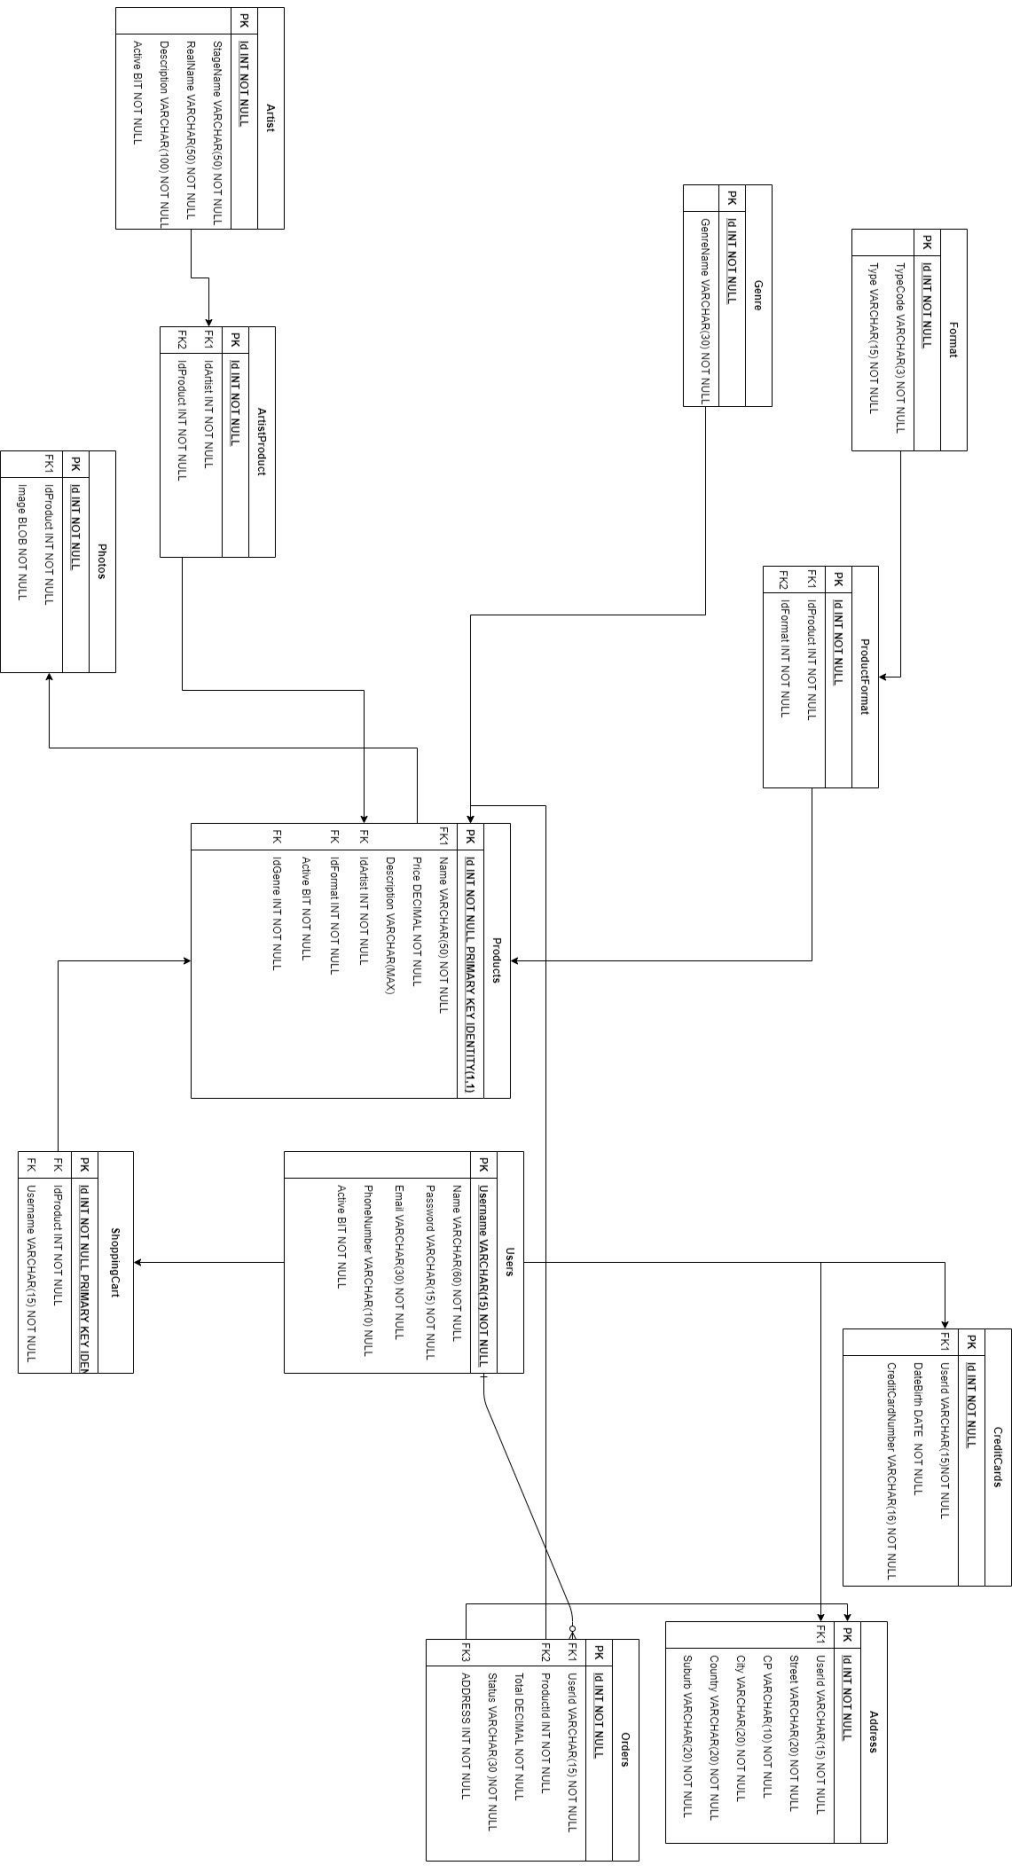 Format
PK Id INT NOT NULL
TypeCode VARCHAR(3) NOT NULL
Type VARCHAR(15) NOT NULL
Genre
PK Id INT NOT NULL
GenreName VARCHAR(30) NOT NULL
Artist
PK Id INT NOT NULL
StageName VARCHAR(50) NOT NULL
RealName VARCHAR(50) NOT NULL
Description VARCHAR(100) NOT NULL
Active BIT NOT NULL
ProductFormat
PK Id INT NOT NULL
FK1 IdProduct INT NOT NULL
FK2 IdFormat INT NOT NULL
ArtistProduct
PK Id INT NOT NULL
FK1 IdArtist INT NOT NULL
FK2 IdProduct INT NOT NULL
Photos
PK Id INT NOT NULL
FK1 IdProduct INT NOT NULL
Image BLOB NOT NULL
Products
PK Id INT NOT NULL PRIMARY KEY IDENTITY(1,1)
FK1 Name VARCHAR(50) NOT NULL
Price DECIMAL NOT NULL
Description VARCHAR(MAX)
FK IdArtist INT NOT NULL
FK IdFormat INT NOT NULL
Active BIT NOT NULL
FK IdGenre INT NOT NULL
CreditCards
PK Id INT NOT NULL
FK1 UserId VARCHAR(15)NOT NULL
DateBirth DATE NOT NULL
CreditCardNumber VARCHAR(16) NOT NULL
Users
PK Username VARCHAR(15) NOT NULL
Name VARCHAR(60) NOT NULL
Password VARCHAR(15) NOT NULL
Email VARCHAR(30) NOT NULL
PhoneNumber VARCHAR(10) NULL
Active BIT NOT NULL
ShoppingCart
PK Id INT NOT NULL PRIMARY KEY IDEN
FK IdProduct INT NOT NULL
FK Username VARCHAR(15) NOT NULL
Address
PK Id INT NOT NULL
FK1 UserId VARCHAR(15) NOT NULL
Street VARCHAR(20) NOT NULL
CP VARCHAR(10) NOT NULL
City VARCHAR(20) NOT NULL
Country VARCHAR(20) NOT NULL
Suburb VARCHAR(20) NOT NULL
Orders
PK Id INT NOT NULL
FK1 UserId VARCHAR(15) NOT NULL
FK2 ProductId INT NOT NULL
Total DECIMAL NOT NULL
Status VARCHAR(30 )NOT NULL
FK3 ADDRESS INT NOT NULL